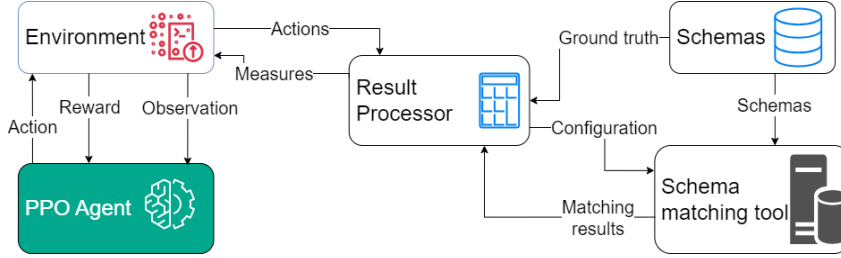 Environment
Actions
Measures
Action
Reward
Observation
PPO Agent
Result
Processor
Ground truth
Schemas
Schemas
Configuration
Matching
results
Schema
matching tool